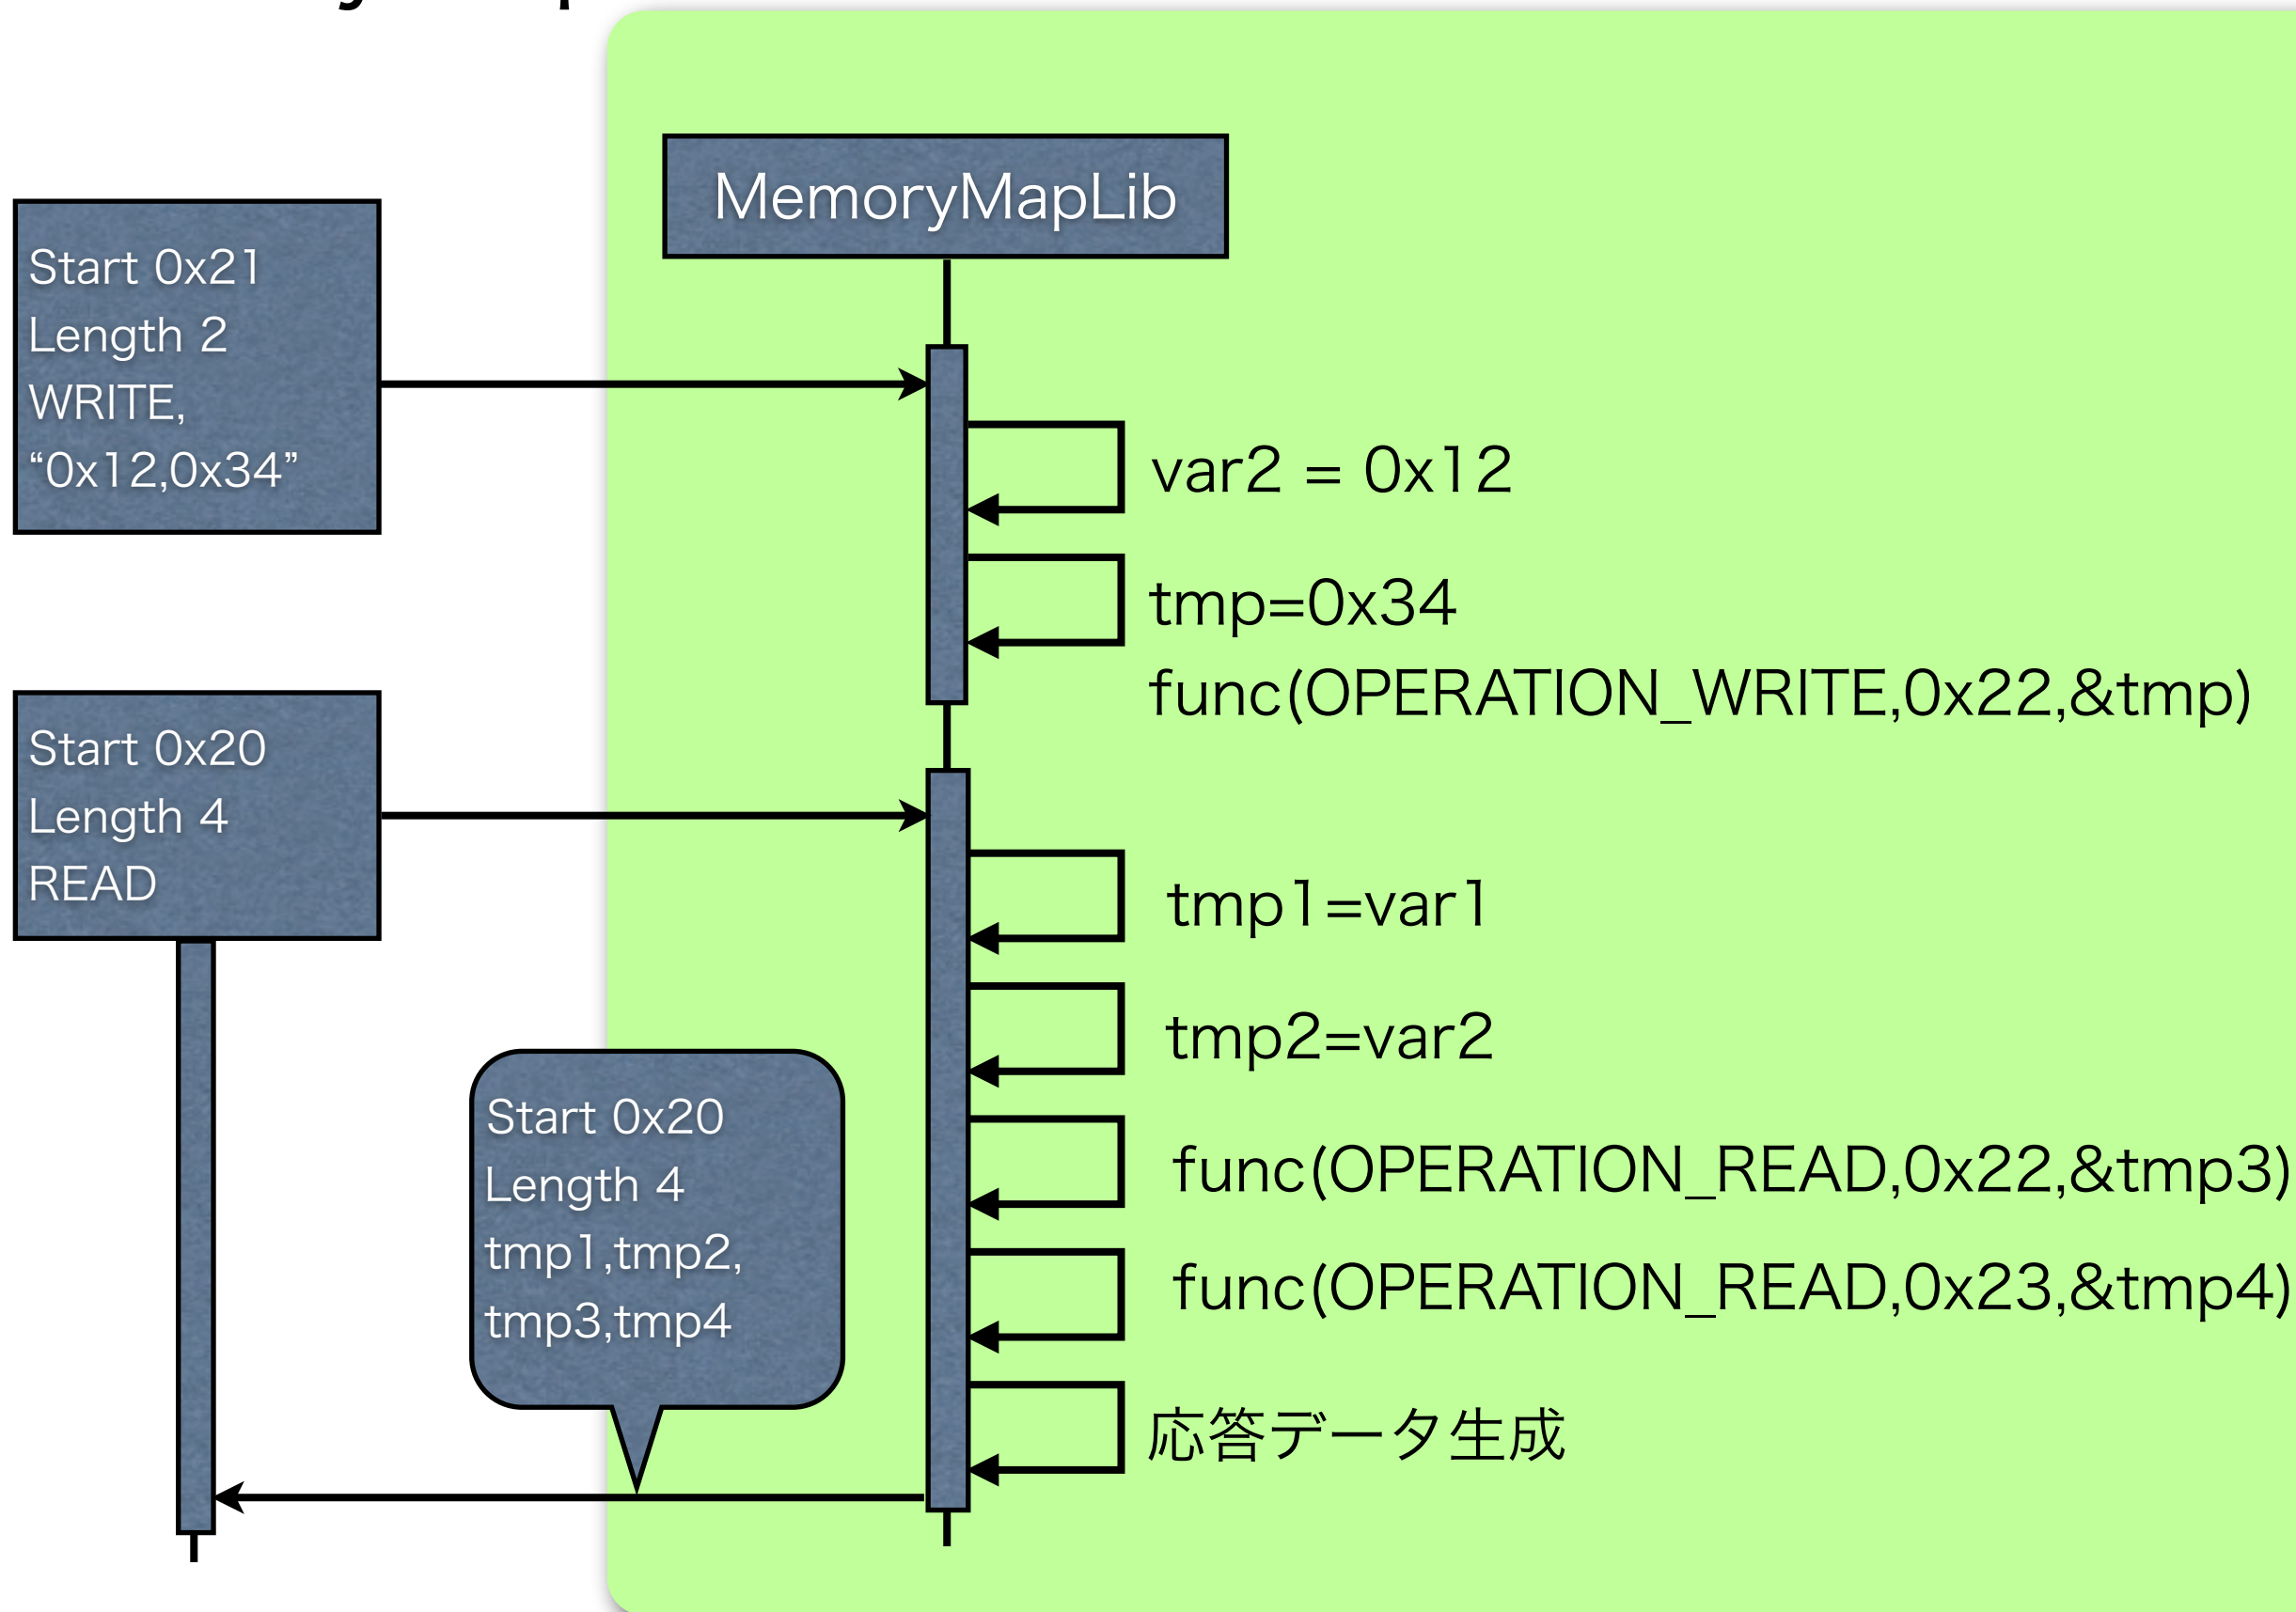 MemoryMapLib
Start 0x21
Length 2
WRITE,
“0x12,0x34”
var2 = 0x12
tmp=0x34
func(OPERATION_WRITE,0x22,&tmp)
Start 0x20
Length 4
READ
tmp1=var1
tmp2=var2
func(OPERATION_READ,0x22,&tmp3)
func(OPERATION_READ,0x23,&tmp4)
応答データ生成
Start 0x20
Length 4
tmp1,tmp2,
tmp3,tmp4